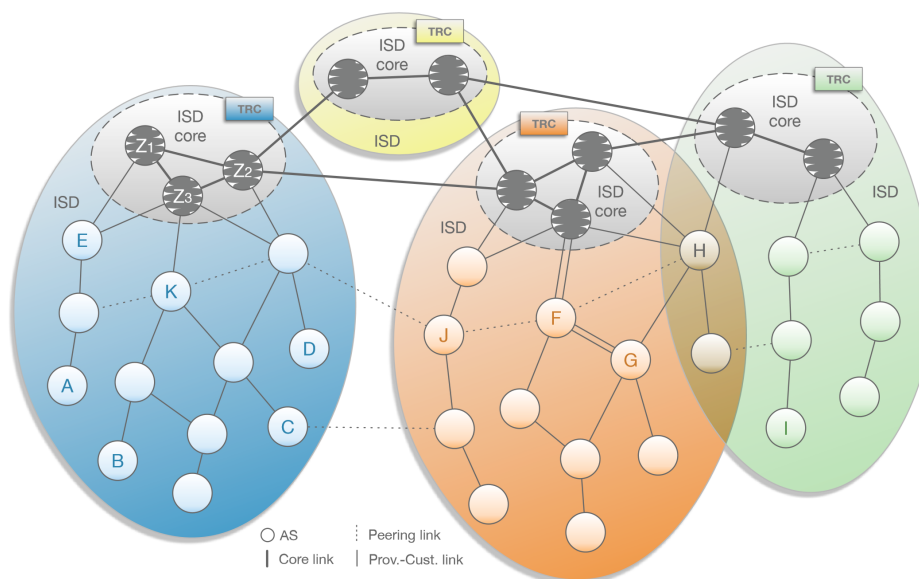 ISD
core
TRC
ISD
ISD
core
TRC
Z1
Z2
Z3
ISD
E
K
D
A
B
C
TRC
ISD
core
ISD
J
F
G
H
TRC
ISD
core
ISD
I
AS
Peering link
Core link
Prov.-Cust. link